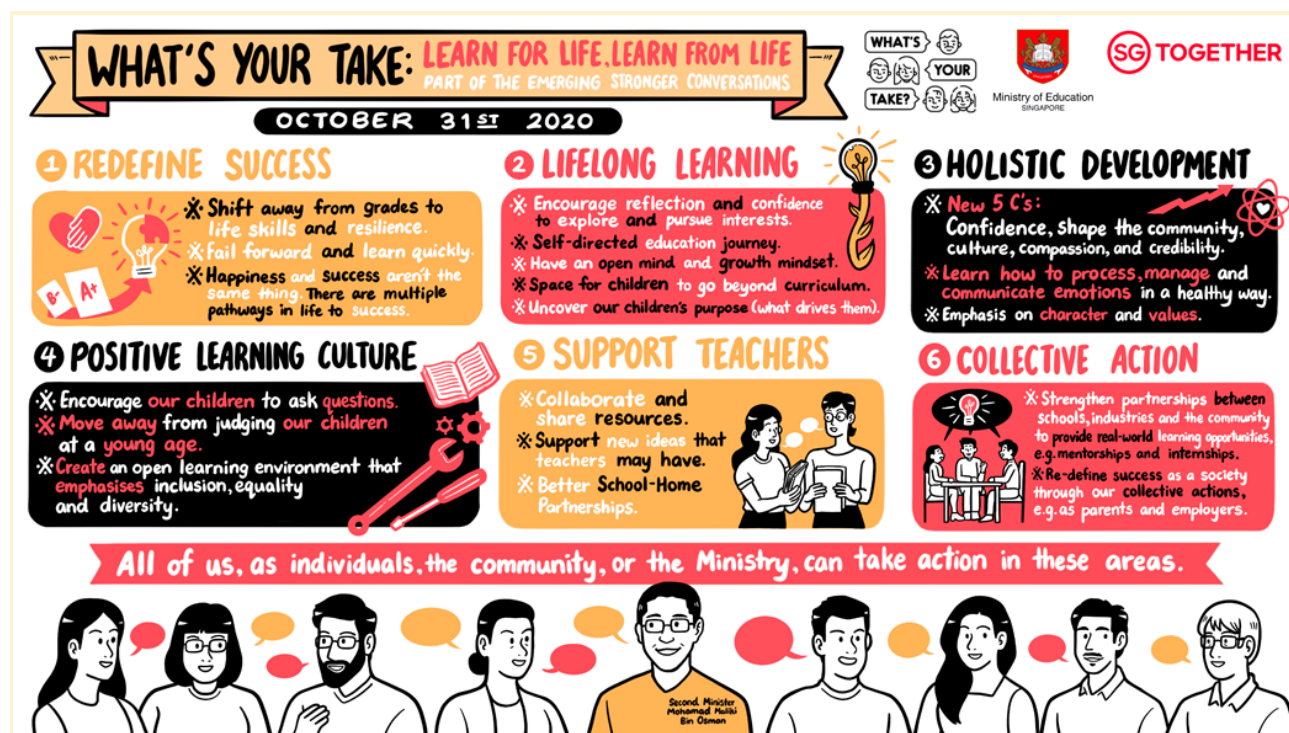 WHAT'S YOUR TAKE: LEARN FOR LIFE, LEARN FROM LIFE
PART OF THE EMERGING STRONGER CONVERSATIONS
OCTOBER 31ST 2020
WHAT'S
YOUR
TAKE?
Ministry of Education
SINGAPORE
SG TOGETHER
1 REDEFINE SUCCESS
B-
A+
※ Shift away from grades to
life skills and resilience.
※ Fail forward and learn quickly.
※ Happiness and success aren't the
same thing. There are multiple
pathways in life to success.
2 LIFELONG LEARNING
※ Encourage reflection and confidence
to explore and pursue interests.
※ Self-directed education journey.
※ Have an open mind and growth mindset.
※ Space for children to go beyond curriculum.
※ Uncover our children's purpose (what drives them).
3 HOLISTIC DEVELOPMENT
※ New 5 C's:
Confidence, shape the community,
culture, compassion, and credibility.
※ Learn how to process, manage and
communicate emotions in a healthy way.
※ Emphasis on character and values.
4 POSITIVE LEARNING CULTURE
※ Encourage our children to ask questions.
※ Move away from judging our children
at a young age.
※ Create an open learning environment that
emphasises inclusion, equality
and diversity.
5 SUPPORT TEACHERS
※ Collaborate and
share resources.
※ Support new ideas that
teachers may have.
※ Better School-Home
Partnerships.
6 COLLECTIVE ACTION
※ Strengthen partnerships between
schools, industries and the community
to provide real-world learning opportunities,
e.g. mentorships and internships.
※ Re-define success as a society
through our collective actions,
e.g. as parents and employers.
All of us, as individuals, the community, or the Ministry, can take action in these areas.
Second Minister
Mohamad Maliki
Bin Osman